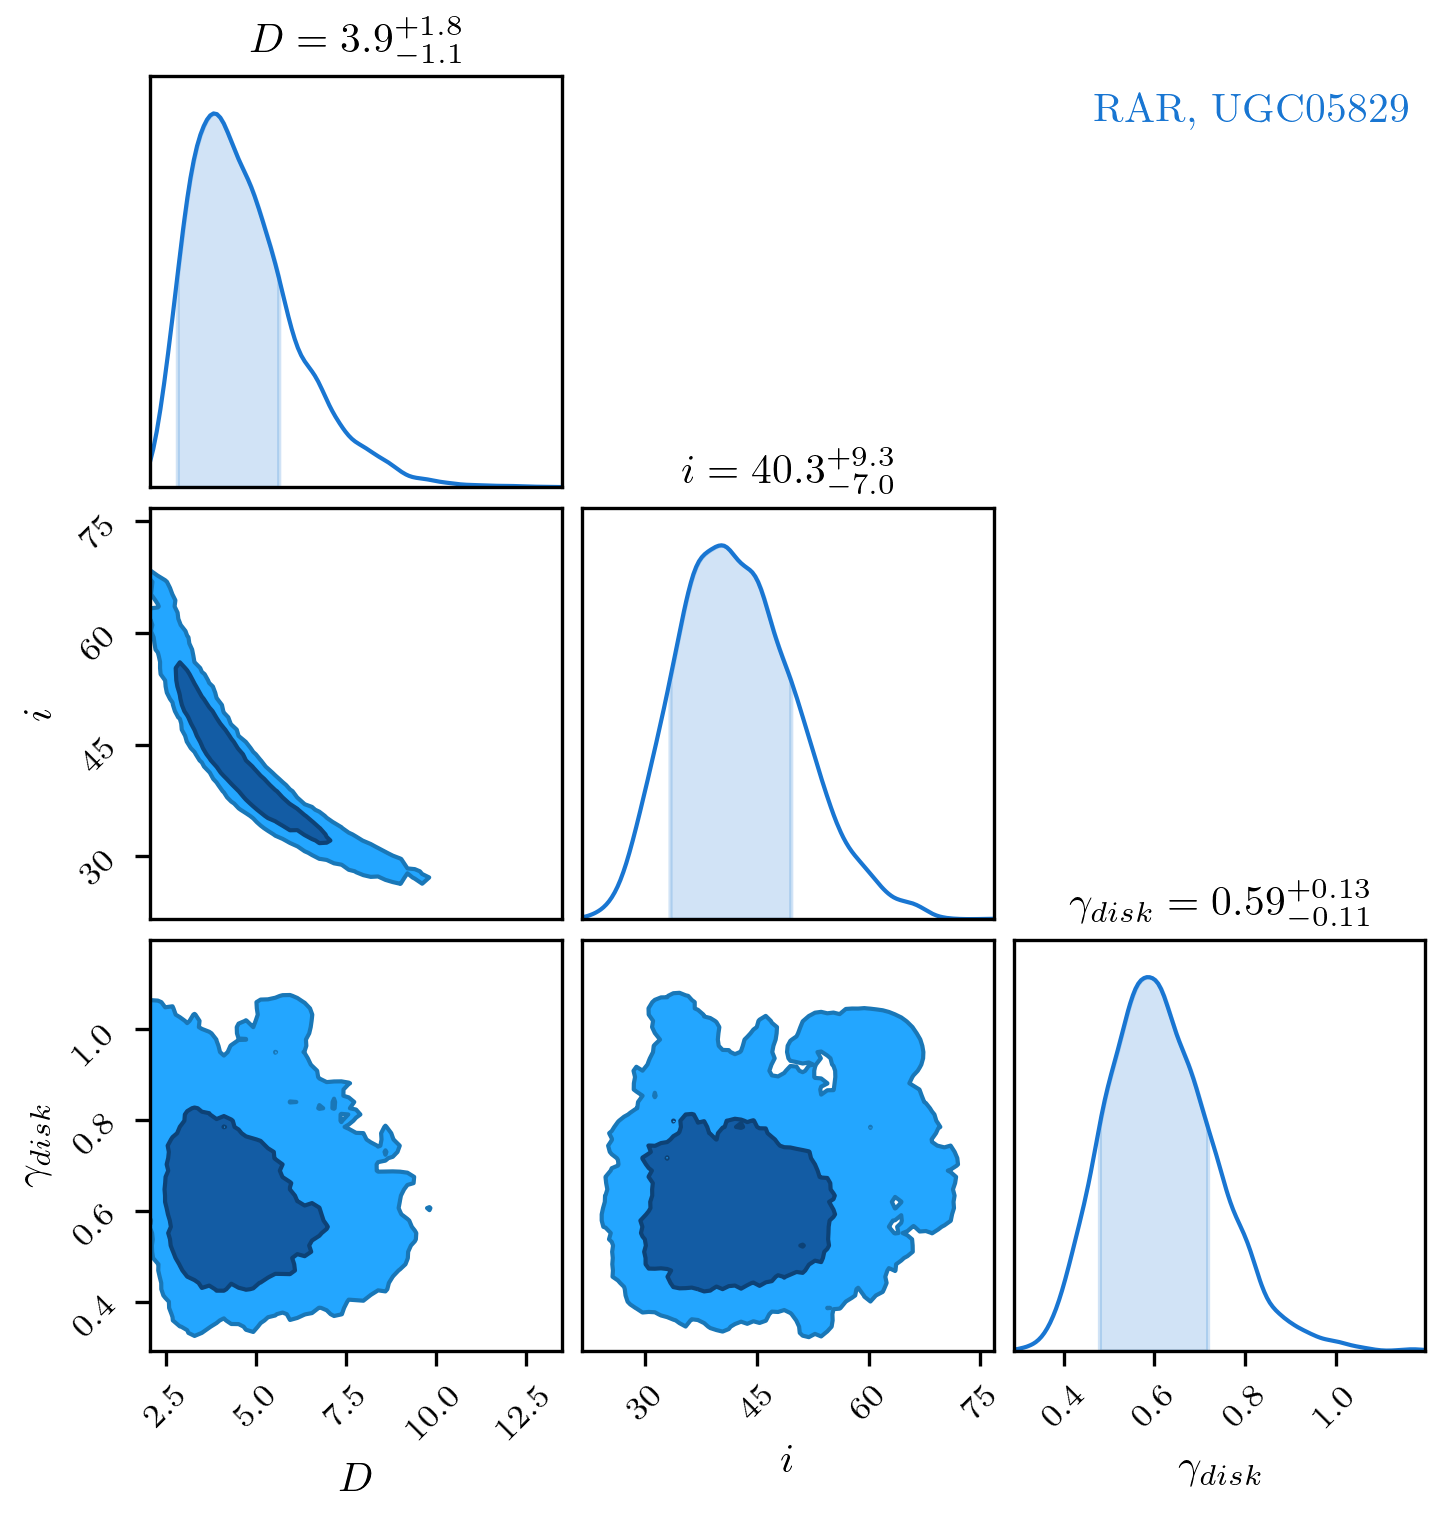 D = 3.9^{+1.8}_{-1.1}
RAR, UGC05829
i = 40.3^{+9.3}_{-7.0}
75
60
45
30
i
γ_{disk} = 0.59^{+0.13}_{-0.11}
1.0
0.8
0.6
0.4
γ_{disk}
2.5 5.0 7.5 10.0 12.5
30 45 60 75
0.4 0.6 0.8 1.0
D
i
γ_{disk}